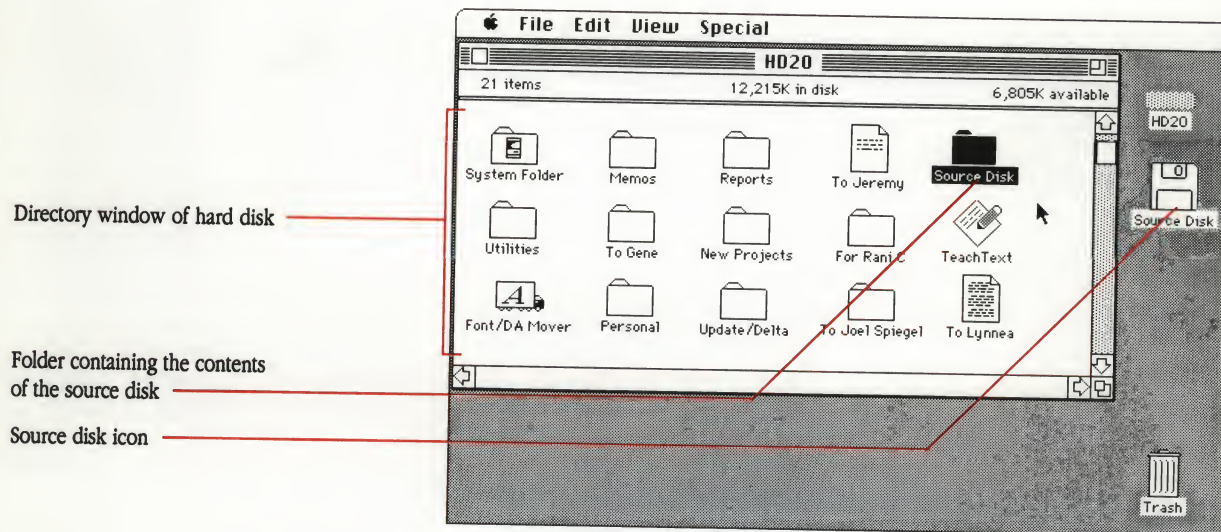 File Edit View Special
HD20
21 items 12,215K in disk 6,805K available
HD20
System Folder Memos Reports To Jeremy Source Disk
Source Disk
Directory window of hard disk
Utilities To Gene New Projects For Rani C TeachText
Font/DA Mover Personal Update/Delta To Joel Spiegel To Lynnea
Folder containing the contents
of the source disk
Source disk icon
Trash